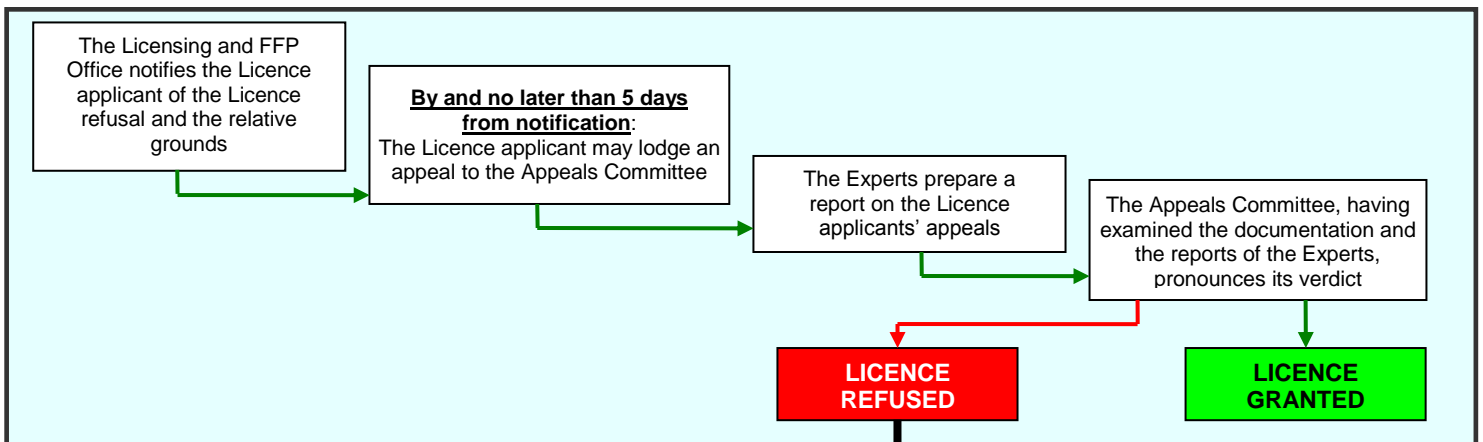 The Licensing and FFP
Office notifies the Licence
applicant of the Licence
refusal and the relative
grounds
By and no later than 5 days
from notification:
The Licence applicant may lodge an
appeal to the Appeals Committee
The Experts prepare a
report on the Licence
applicants’ appeals
The Appeals Committee, having
examined the documentation and
the reports of the Experts,
pronounces its verdict
LICENCE
REFUSED
LICENCE
GRANTED